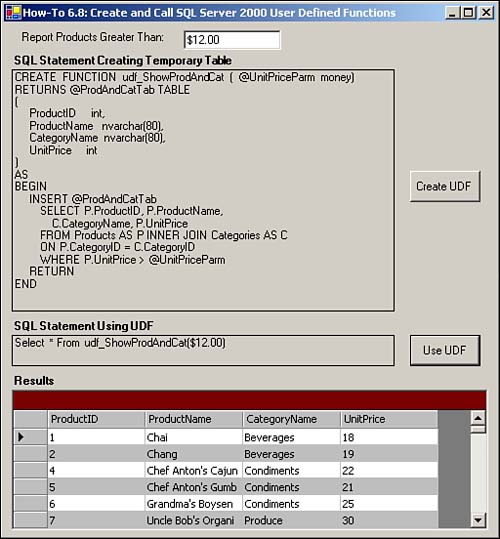 How-To 6.8: Create and Call SQL Server 2000 User Defined Functions
Report Products Greater Than: $12.00
SQL Statement Creating Temporary Table
CREATE FUNCTION udf_ShowProdAndCat ( @UnitPriceParm money)
RETURNS @ProdAndCatTab TABLE
(
ProductID int,
ProductName nvarchar(80),
CategoryName nvarchar(80),
UnitPrice int
)
AS
BEGIN
INSERT @ProdAndCatTab
SELECT P.ProductID, P.ProductName,
C.CategoryName, P.UnitPrice
FROM Products AS P INNER JOIN Categories AS C
ON P.CategoryID = C.CategoryID
WHERE P.UnitPrice > @UnitPriceParm
RETURN
END
Create UDF
SQL Statement Using UDF
Select * From udf_ShowProdAndCat($12.00)
Use UDF
Results
ProductID ProductName CategoryName UnitPrice
1 Chai Beverages 18
2 Chang Beverages 19
4 Chef Anton's Cajun Condiments 22
5 Chef Anton's Gumb Condiments 21
6 Grandma's Boysen Condiments 25
7 Uncle Bob's Organi Produce 30